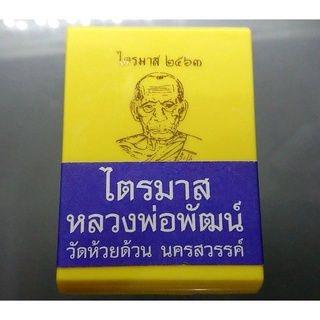 ไตรมาส ๒๕๖๓
ไตรมาส
หลวงพ่อพัฒน์
วัดห้วยด้วน นครสวรรค์